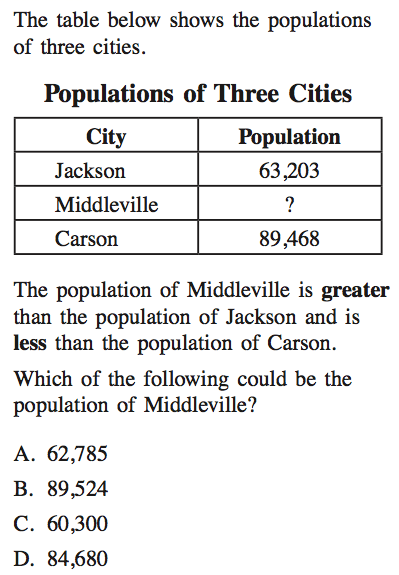 The table below shows the populations
of three cities.
Populations of Three Cities
City Population
Jackson 63,203
Middleville ?
Carson 89,468
The population of Middleville is greater
than the population of Jackson and is
less than the population of Carson.
Which of the following could be the
population of Middleville?
A. 62,785
B. 89,524
C. 60,300
D. 84,680